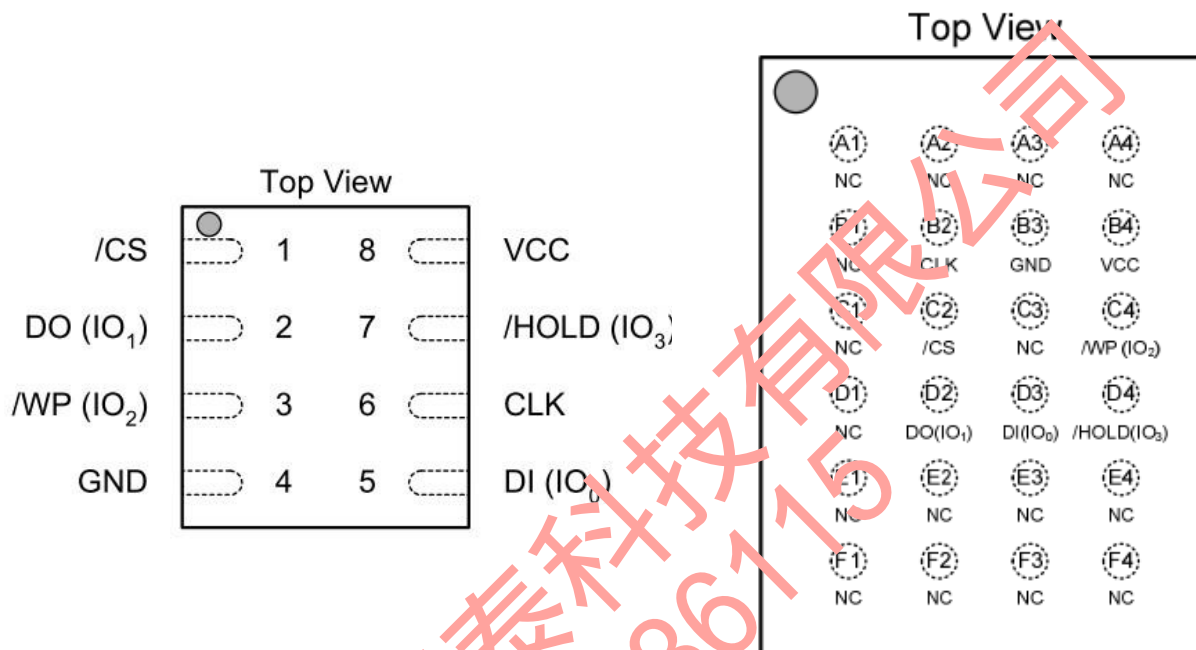 Top View
/CS 1 8 VCC
DO (IO₁) 2 7 /HOLD (IO₃)
/WP (IO₂) 3 6 CLK
GND 4 5 DI (IO₀)
Top View
A1 A2 A3 A4
NC NC NC NC
B1 B2 B3 B4
NC CLK GND VCC
C1 C2 C3 C4
NC /CS NC /WP (IO₂)
D1 D2 D3 D4
NC DO(IO₁) DI(IO₀) /HOLD(IO₃)
E1 E2 E3 E4
NC NC NC NC
F1 F2 F3 F4
NC NC NC NC
泰科技有限公司
86115